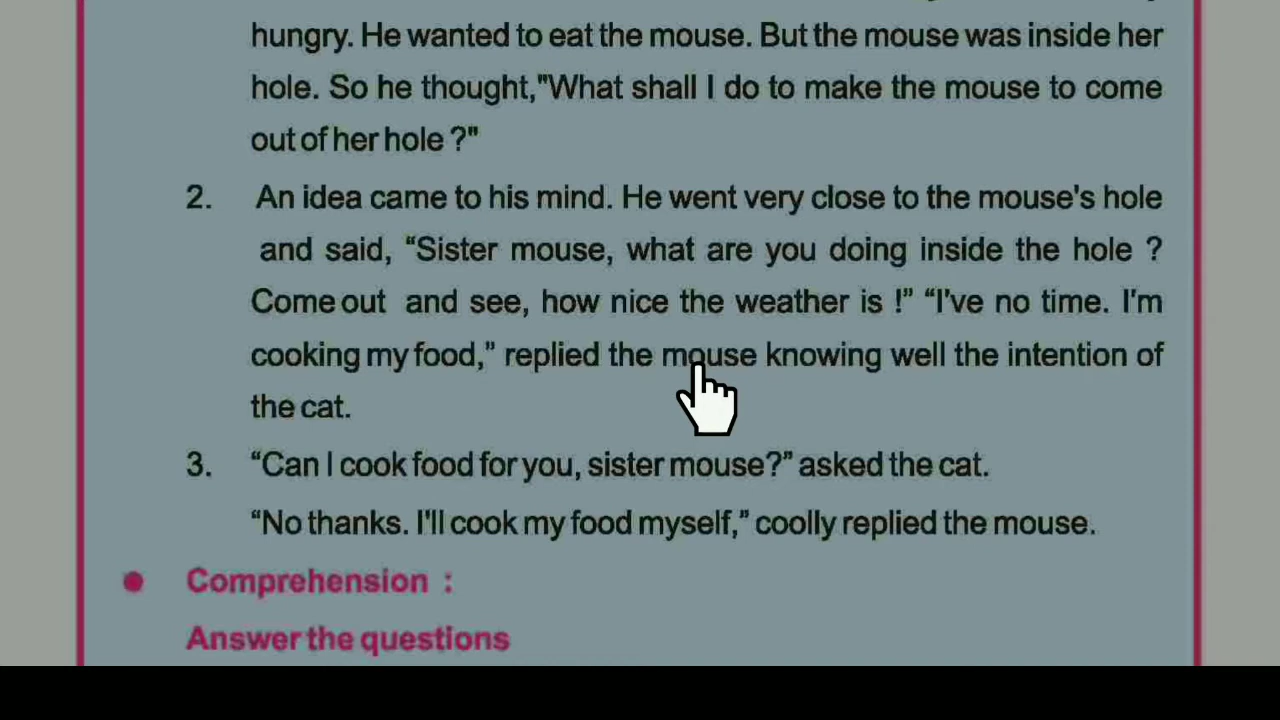 hungry. He wanted to eat the mouse. But the mouse was inside her
hole. So he thought,"What shall I do to make the mouse to come
out of her hole ?"
2. An idea came to his mind. He went very close to the mouse's hole
and said, “Sister mouse, what are you doing inside the hole ?
Come out and see, how nice the weather is !” “I've no time. I'm
cooking my food,” replied the mouse knowing well the intention of
the cat.
3. “Can I cook food for you, sister mouse?” asked the cat.
“No thanks. I'll cook my food myself,” coolly replied the mouse.
● Comprehension :
Answer the questions